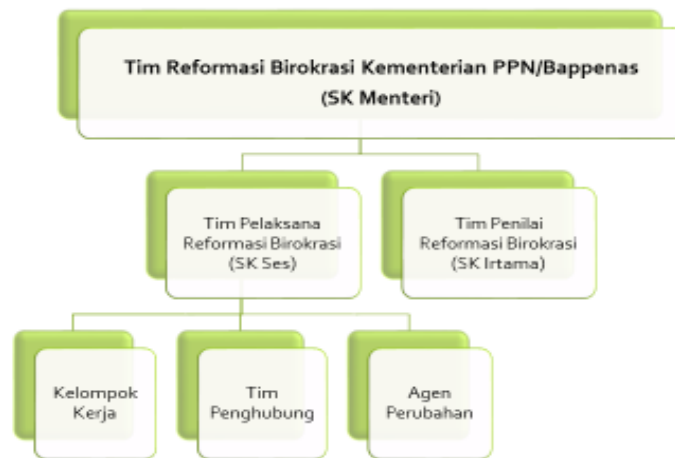 Tim Reformasi Birokrasi Kementerian PPN/Bappenas
(SK Menteri)
Tim Pelaksana
Reformasi Birokrasi
(SK Ses)
Tim Penilai
Reformasi Birokrasi
(SK Irtama)
Kelompok
Kerja
Tim
Penghubung
Agen
Perubahan